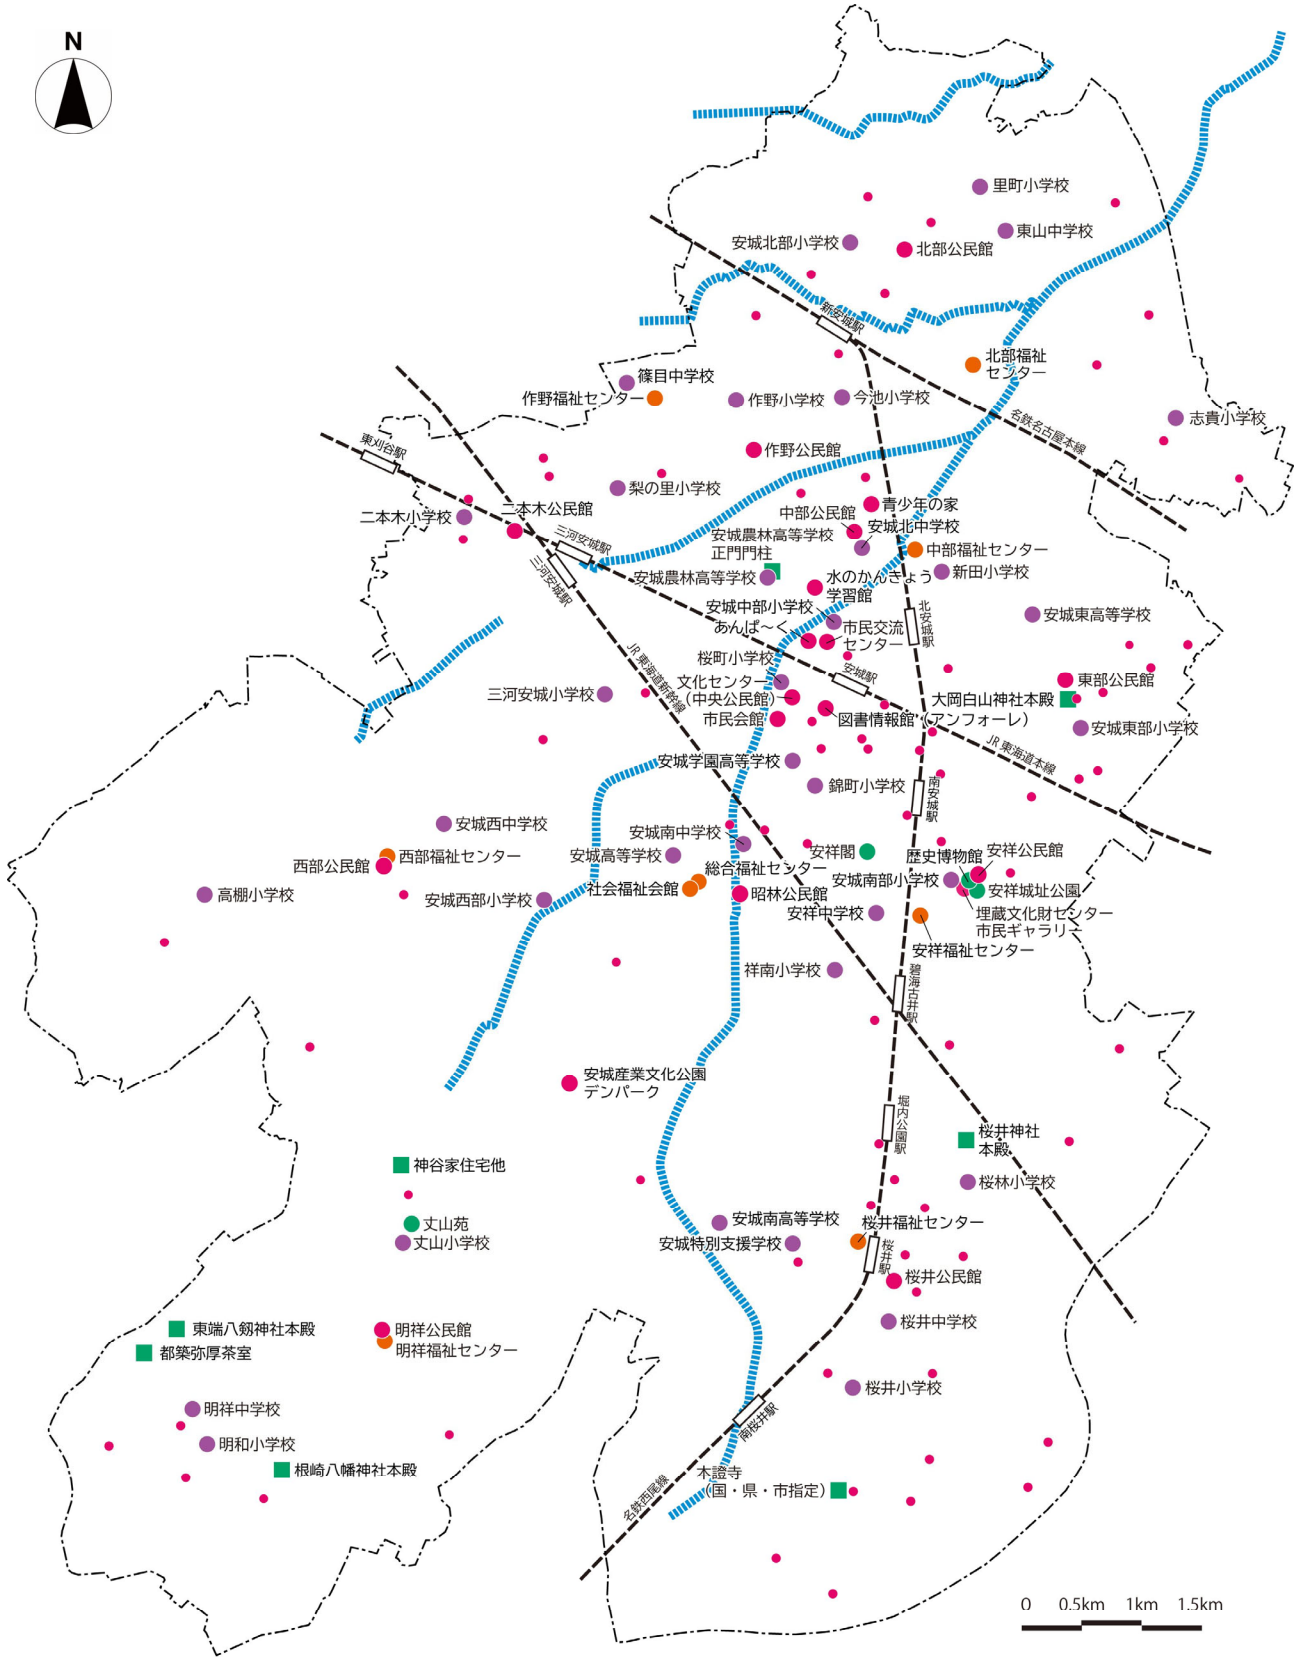 N
里町小学校
東山中学校
安城北部小学校
北部公民館
新安城駅
北部福祉
センター
篠目中学校
作野福祉センター
作野小学校
今池小学校
志貴小学校
名鉄名古屋本線
東刈谷駅
作野公民館
梨の里小学校
二本木公民館
二本木小学校
青少年の家
中部公民館
安城北中学校
三河安城駅
三河安城駅
安城農林高等学校
正門門柱
中部福祉センター
安城農林高等学校
水のかんきょう
学習館
新田小学校
安城中部小学校
あんぱ～く
市民交流
センター
北安城駅
安城東高等学校
桜町小学校
安城駅
JR 東海道新幹線
文化センター
（中央公民館）
東部公民館
三河安城小学校
大岡白山神社本殿
市民会館
図書情報館（アンフォーレ）
安城東部小学校
JR 東海道本線
安城学園高等学校
錦町小学校
南安城駅
安城西中学校
安城南中学校
安城高等学校
安祥閣
歴史博物館
安祥公民館
西部福祉センター
西部公民館
総合福祉センター
社会福祉会館
昭林公民館
安城南部小学校
安祥城址公園
高棚小学校
安城西部小学校
安祥中学校
埋蔵文化財センター
市民ギャラリー
安祥福祉センター
祥南小学校
碧海古井駅
安城産業文化公園
デンパーク
堀内公園駅
桜井神社
本殿
神谷家住宅他
桜林小学校
丈山苑
丈山小学校
安城南高等学校
安城特別支援学校
桜井福祉センター
桜井駅
桜井公民館
東端八剱神社本殿
都築弥厚茶室
明祥公民館
明祥福祉センター
桜井中学校
桜井小学校
明祥中学校
明和小学校
南桜井駅
根崎八幡神社本殿
本證寺
（国・県・市指定）
名鉄西尾線
0 0.5km 1km 1.5km